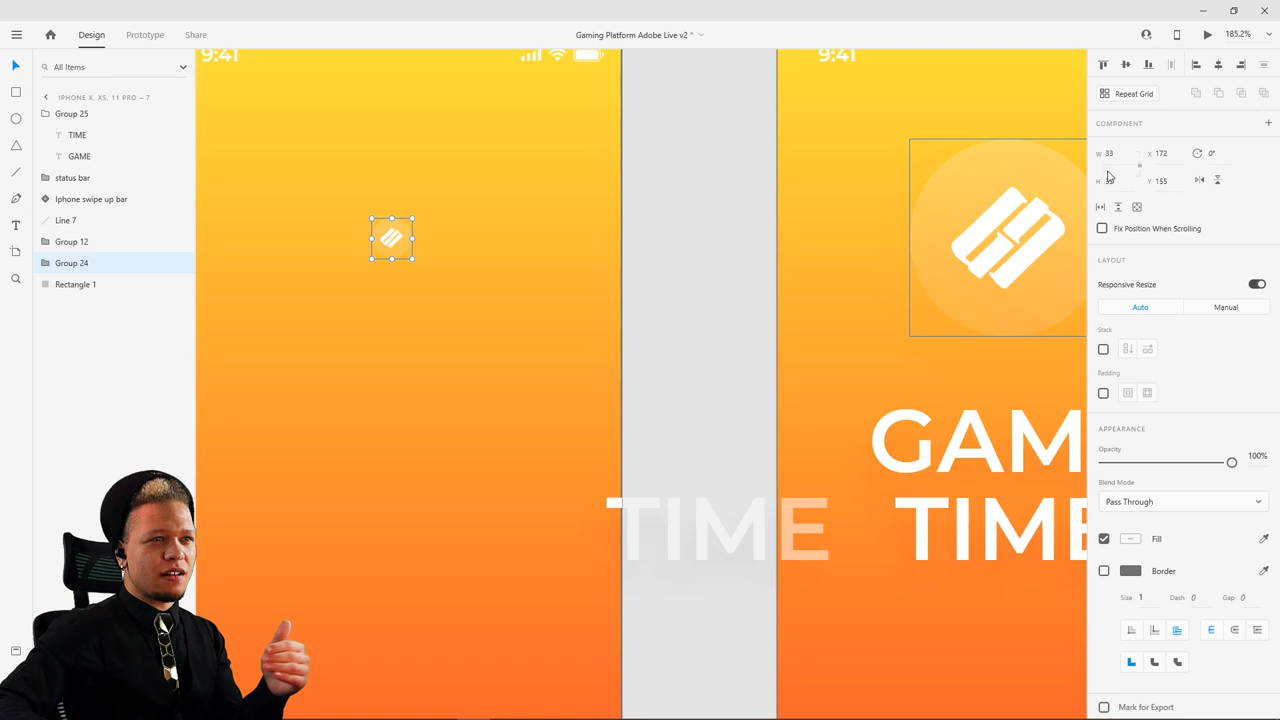 Design
Prototype
Share
Gaming Platform Adobe Live v2 *
185.2%
All Items
IPHONE X, XS, 11 PRO – 7
Group 25
T TIME
T GAME
status bar
Iphone swipe up bar
Line 7
Group 12
Group 24
Rectangle 1
9:41
9:41
GAM
TIME
TIME
Repeat Grid
COMPONENT
W 33
X 172
0°
H 33
Y 155
Fix Position When Scrolling
LAYOUT
Responsive Resize
Auto
Manual
Stack
Padding
APPEARANCE
Opacity
100%
Blend Mode
Pass Through
Fill
Border
Size 1
Dash 0
Gap 0
Mark for Export